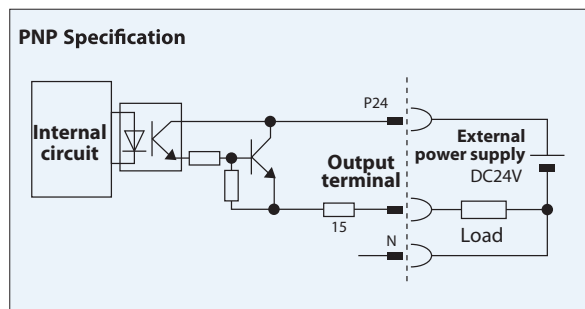 PNP Specification
P24
Internal
circuit
External
power supply
DC24V
Output
terminal
15
Load
N